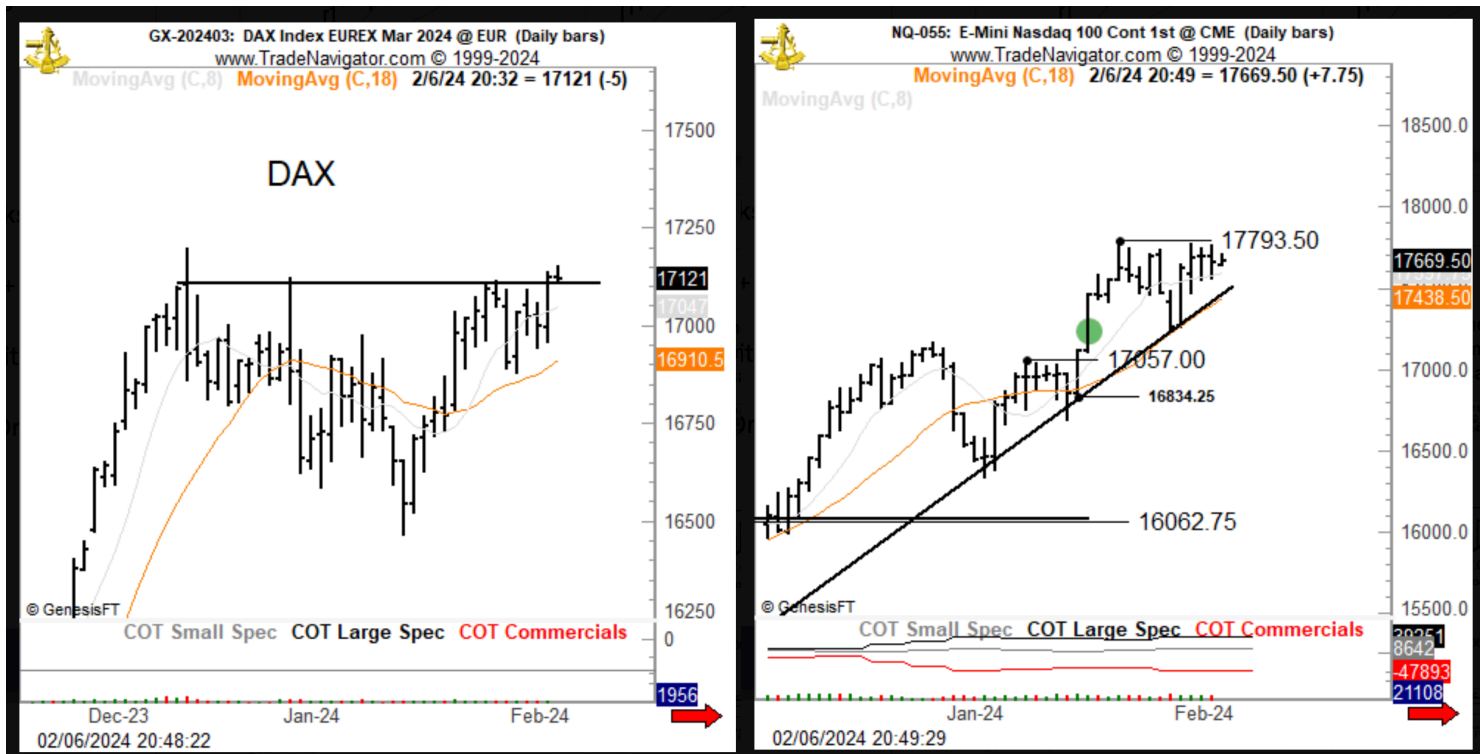 GX-202403: DAX Index EUREX Mar 2024 @ EUR (Daily bars)
www.TradeNavigator.com © 1999-2024
MovingAvg (C,8) MovingAvg (C,18) 2/6/24 20:32 = 17121 (-5)
DAX
17500
17250
17121
17047
17000
16910.5
16750
16500
16250
© GenesisFT
COT Small Spec COT Large Spec COT Commercials
0
1956
Dec-23 Jan-24 Feb-24
02/06/2024 20:48:22
NQ-055: E-Mini Nasdaq 100 Cont 1st @ CME (Daily bars)
www.TradeNavigator.com © 1999-2024
MovingAvg (C,18) 2/6/24 20:49 = 17669.50 (+7.75)
MovingAvg (C,8)
18500.0
18000.0
17793.50
17669.50
17438.50
17057.00
17000.0
16834.25
16500.0
16062.75
16000.0
15500.0
© GenesisFT
COT Small Spec COT Large Spec COT Commercials
8642
-47893
21108
Jan-24 Feb-24
02/06/2024 20:49:29